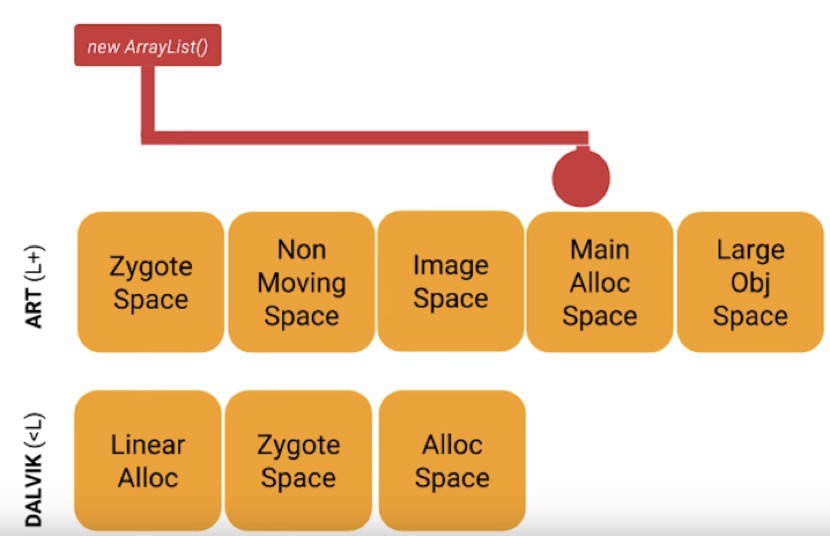 new ArrayList()
ART (L+)
Zygote
Space
Non
Moving
Space
Image
Space
Main
Alloc
Space
Large
Obj
Space
DALVIK (<L)
Linear
Alloc
Zygote
Space
Alloc
Space